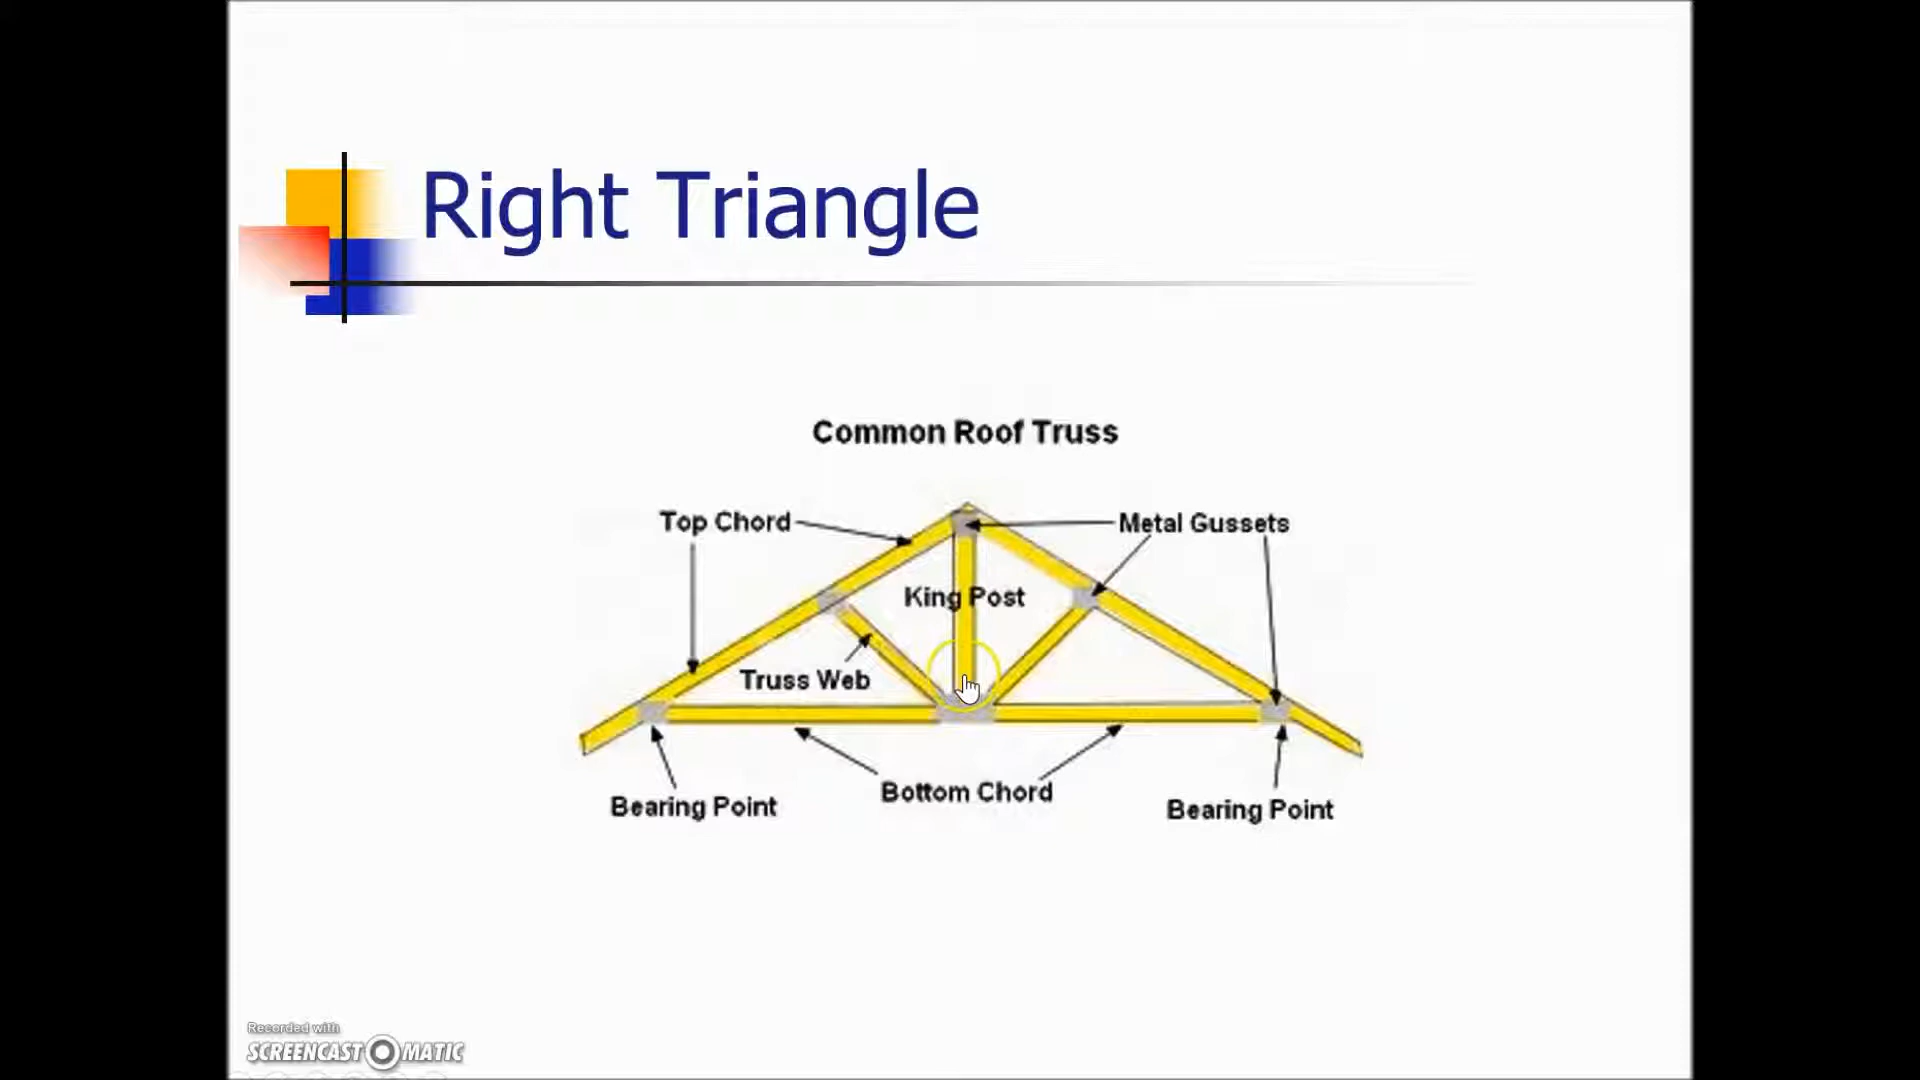 Right Triangle
Common Roof Truss
Top Chord
Metal Gussets
King Post
Truss Web
Bottom Chord
Bearing Point
Bearing Point
Recorded with
SCREENCAST MATIC